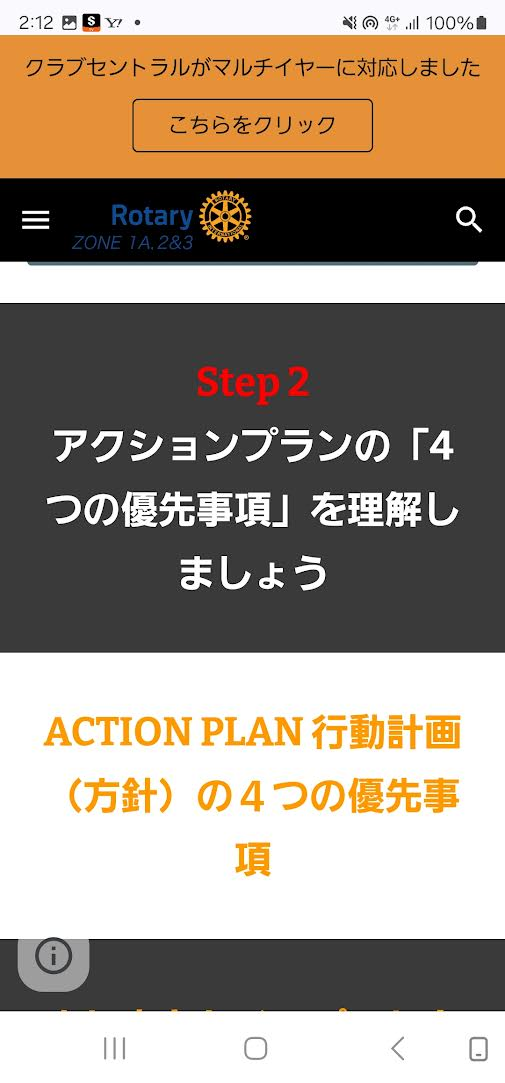 2:12
4G+
100%
クラブセントラルがマルチイヤーに対応しました
こちらをクリック
Rotary
ZONE 1A, 2&3
Step 2
アクションプランの「4
つの優先事項」を理解し
ましょう
ACTION PLAN 行動計画
（方針）の４つの優先事
項